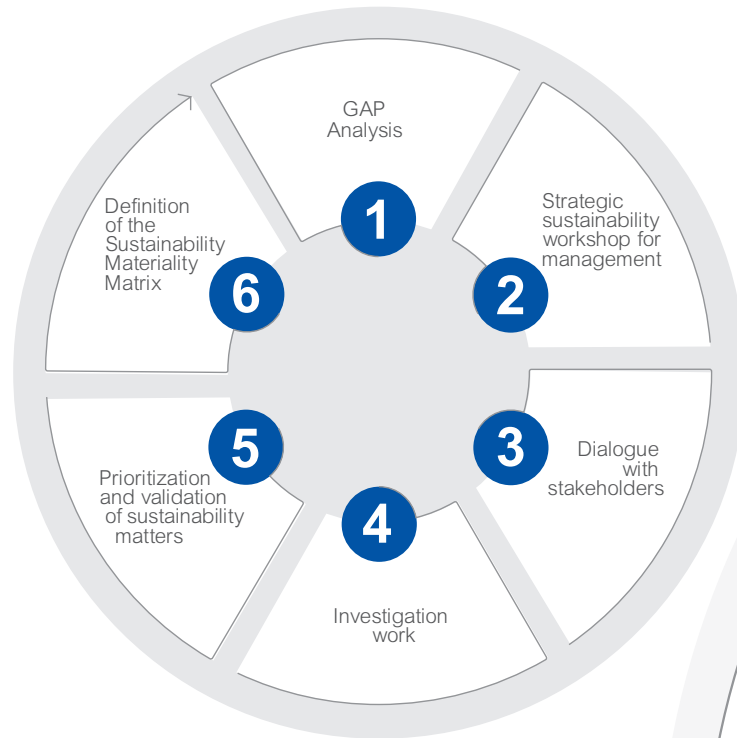 GAP
Analysis
1
Strategic
sustainability
workshop for
management
2
Dialogue
with
stakeholders
3
Investigation
work
4
Prioritization
and validation
of sustainability
matters
5
Definition
of the
Sustainability
Materiality
Matrix
6